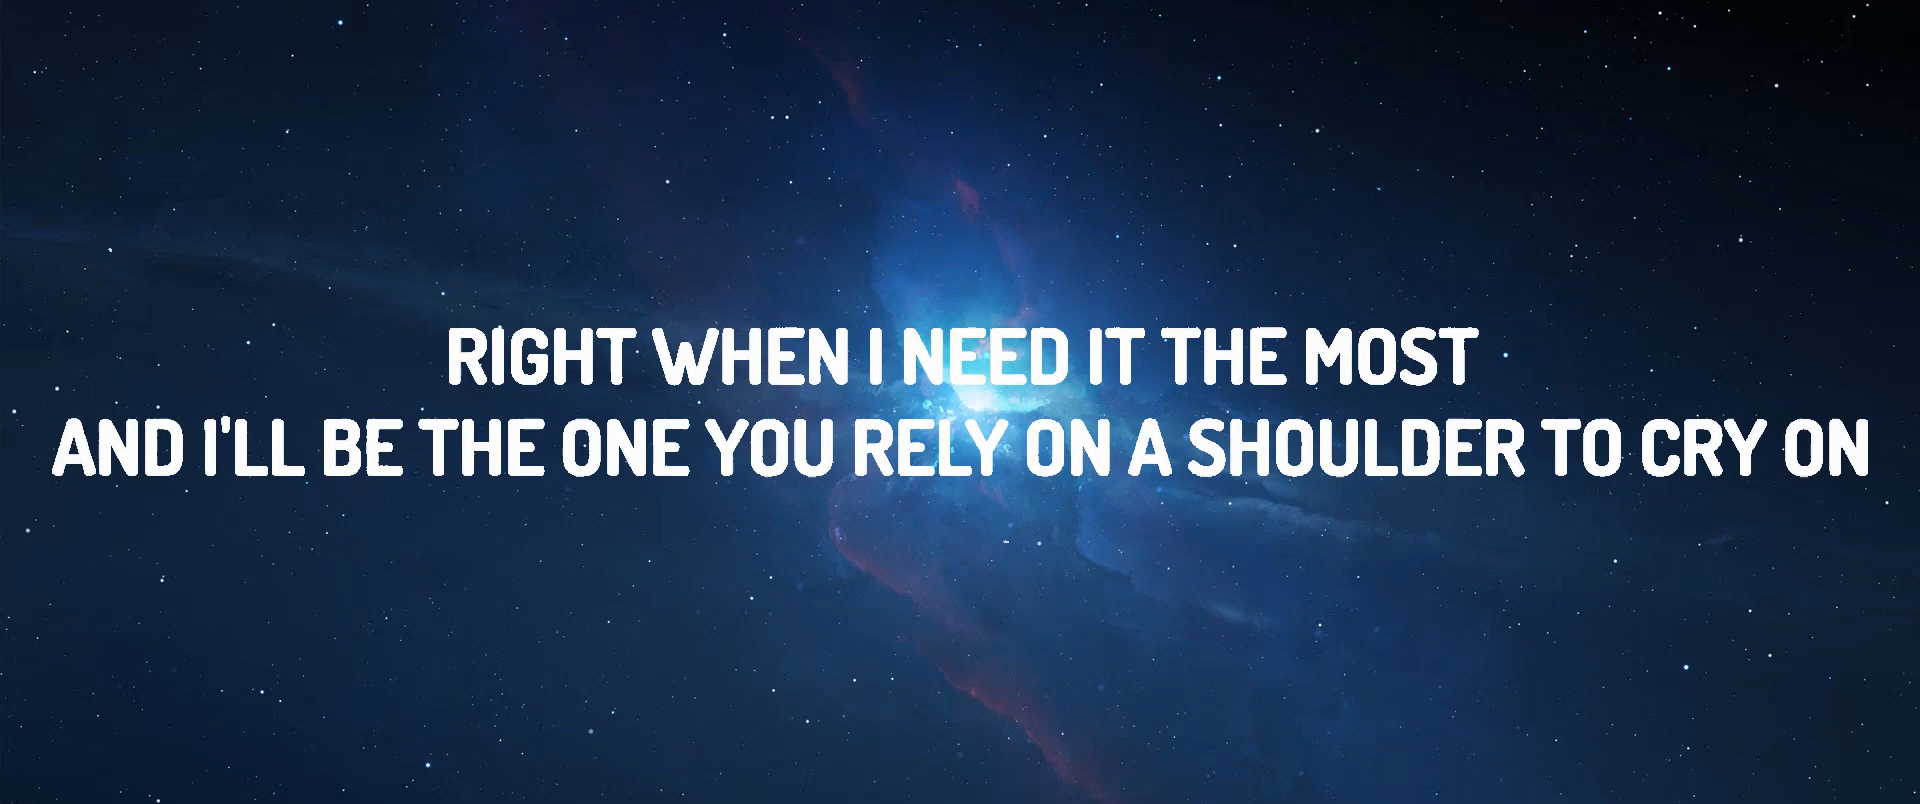 RIGHT WHEN I NEED IT THE MOST
AND I'LL BE THE ONE YOU RELY ON A SHOULDER TO CRY ON